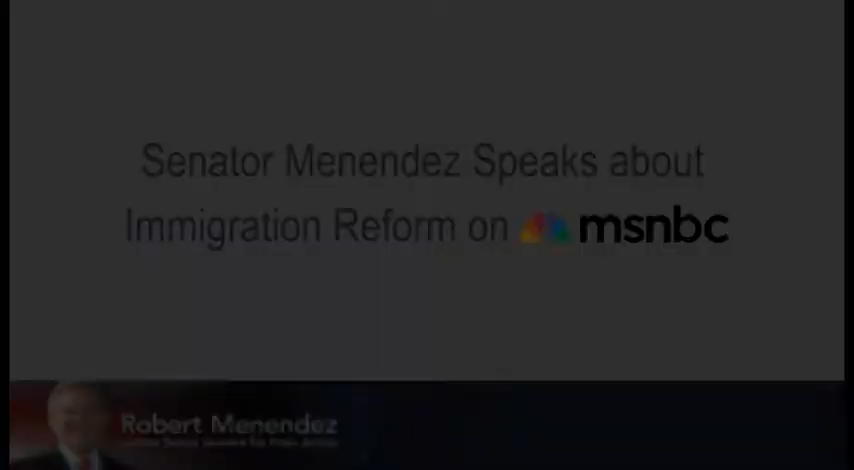 Senator Menendez Speaks about
Immigration Reform on msnbc
Robert Menendez